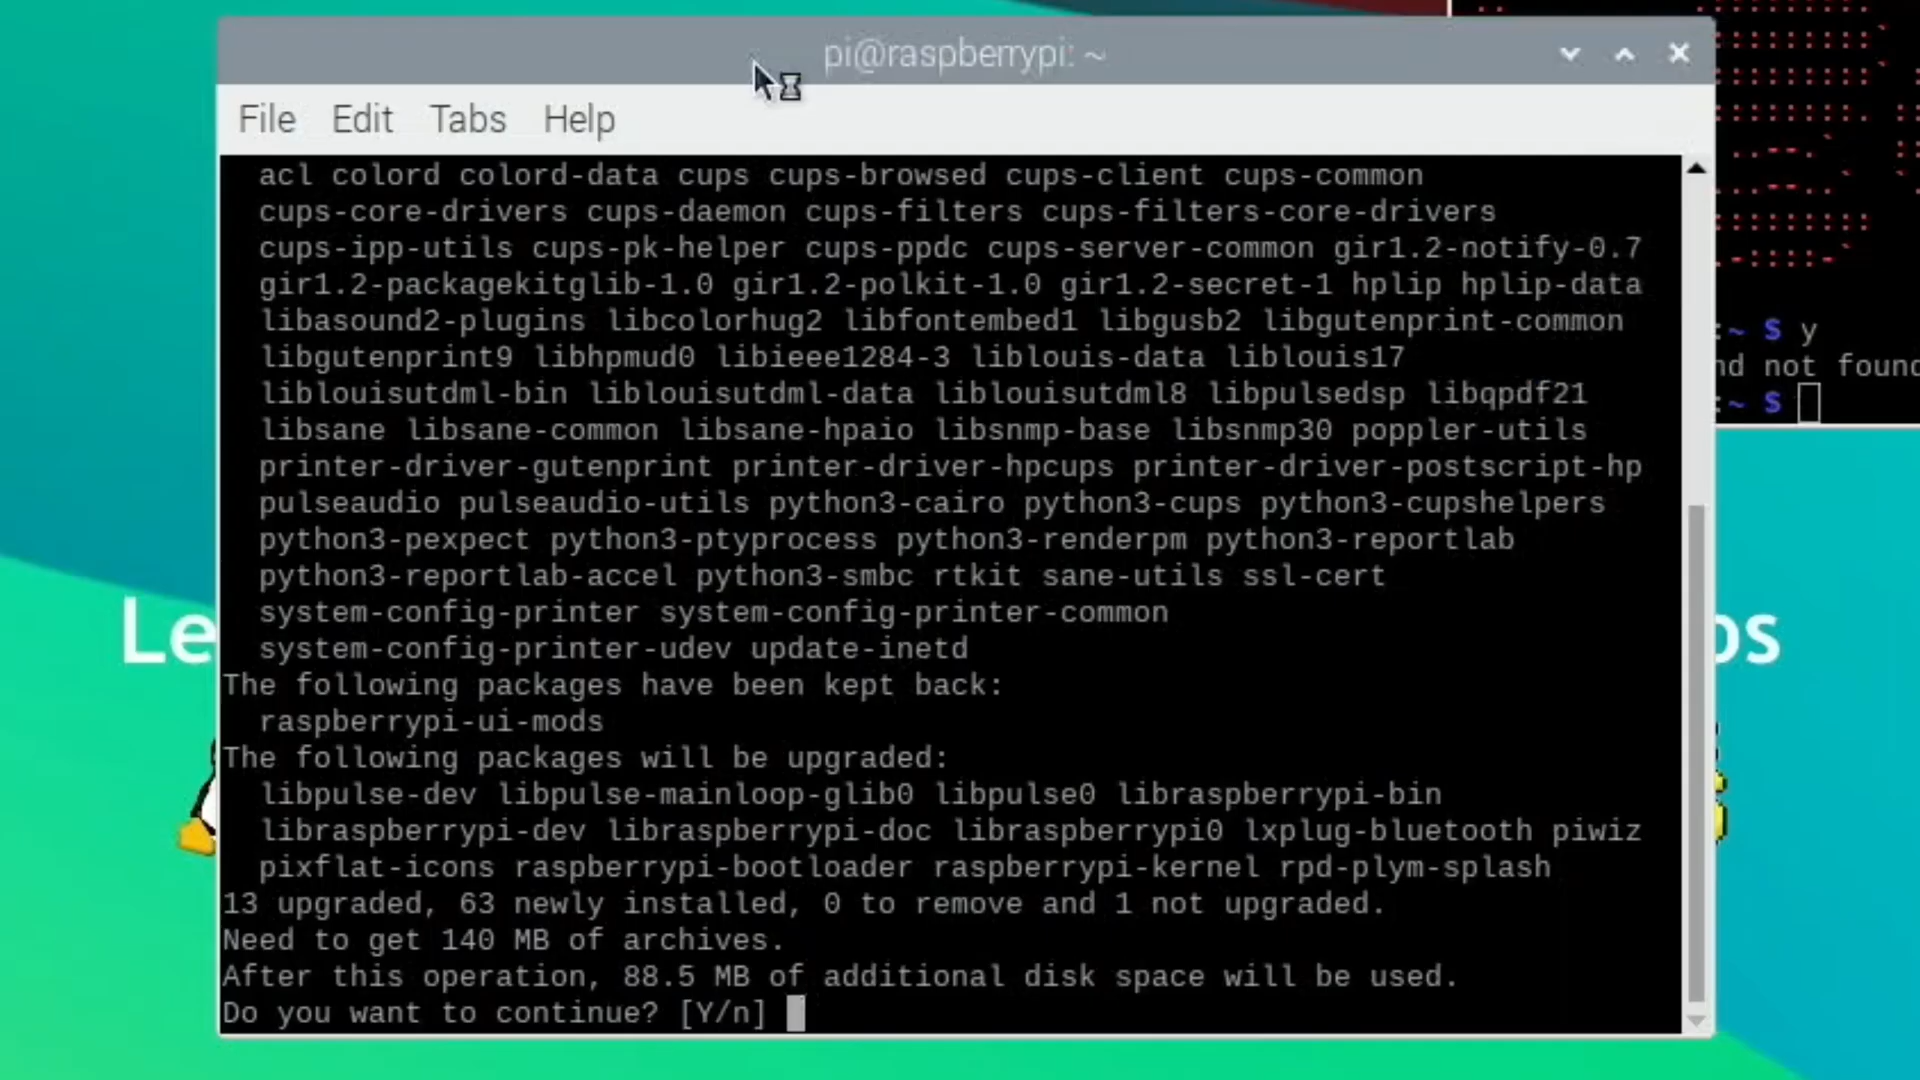 pi@raspberrypi: ~
File Edit Tabs Help
acl colord colord-data cups cups-browsed cups-client cups-common
cups-core-drivers cups-daemon cups-filters cups-filters-core-drivers
cups-ipp-utils cups-pk-helper cups-ppdc cups-server-common gir1.2-notify-0.7
gir1.2-packagekitglib-1.0 gir1.2-polkit-1.0 gir1.2-secret-1 hplip hplip-data
libasound2-plugins libcolorhug2 libfontembed1 libgusb2 libgutenprint-common
libgutenprint9 libhpmud0 libieee1284-3 liblouis-data liblouis17
liblouisutdml-bin liblouisutdml-data liblouisutdml8 libpulsedsp libqpdf21
libsane libsane-common libsane-hpaio libsnmp-base libsnmp30 poppler-utils
printer-driver-gutenprint printer-driver-hpcups printer-driver-postscript-hp
pulseaudio pulseaudio-utils python3-cairo python3-cups python3-cupshelpers
python3-pexpect python3-ptyprocess python3-renderpm python3-reportlab
python3-reportlab-accel python3-smbc rtkit sane-utils ssl-cert
system-config-printer system-config-printer-common
system-config-printer-udev update-inetd
The following packages have been kept back:
raspberrypi-ui-mods
The following packages will be upgraded:
libpulse-dev libpulse-mainloop-glib0 libpulse0 libraspberrypi-bin
libraspberrypi-dev libraspberrypi-doc libraspberrypi0 lxplug-bluetooth piwiz
pixflat-icons raspberrypi-bootloader raspberrypi-kernel rpd-plym-splash
13 upgraded, 63 newly installed, 0 to remove and 1 not upgraded.
Need to get 140 MB of archives.
After this operation, 88.5 MB of additional disk space will be used.
Do you want to continue? [Y/n]
:~ $ y
nd not found
:~ $
Le
os